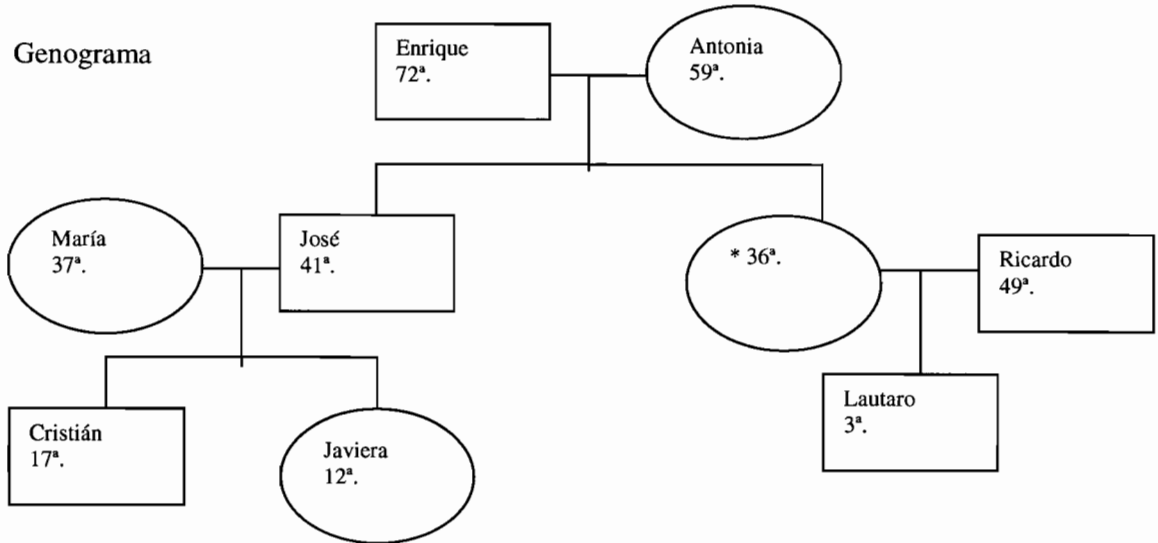 Genograma
Enrique
72ª.
Antonia
59ª.
María
37ª.
José
41ª.
* 36ª.
Ricardo
49ª.
Cristián
17ª.
Javiera
12ª.
Lautaro
3ª.